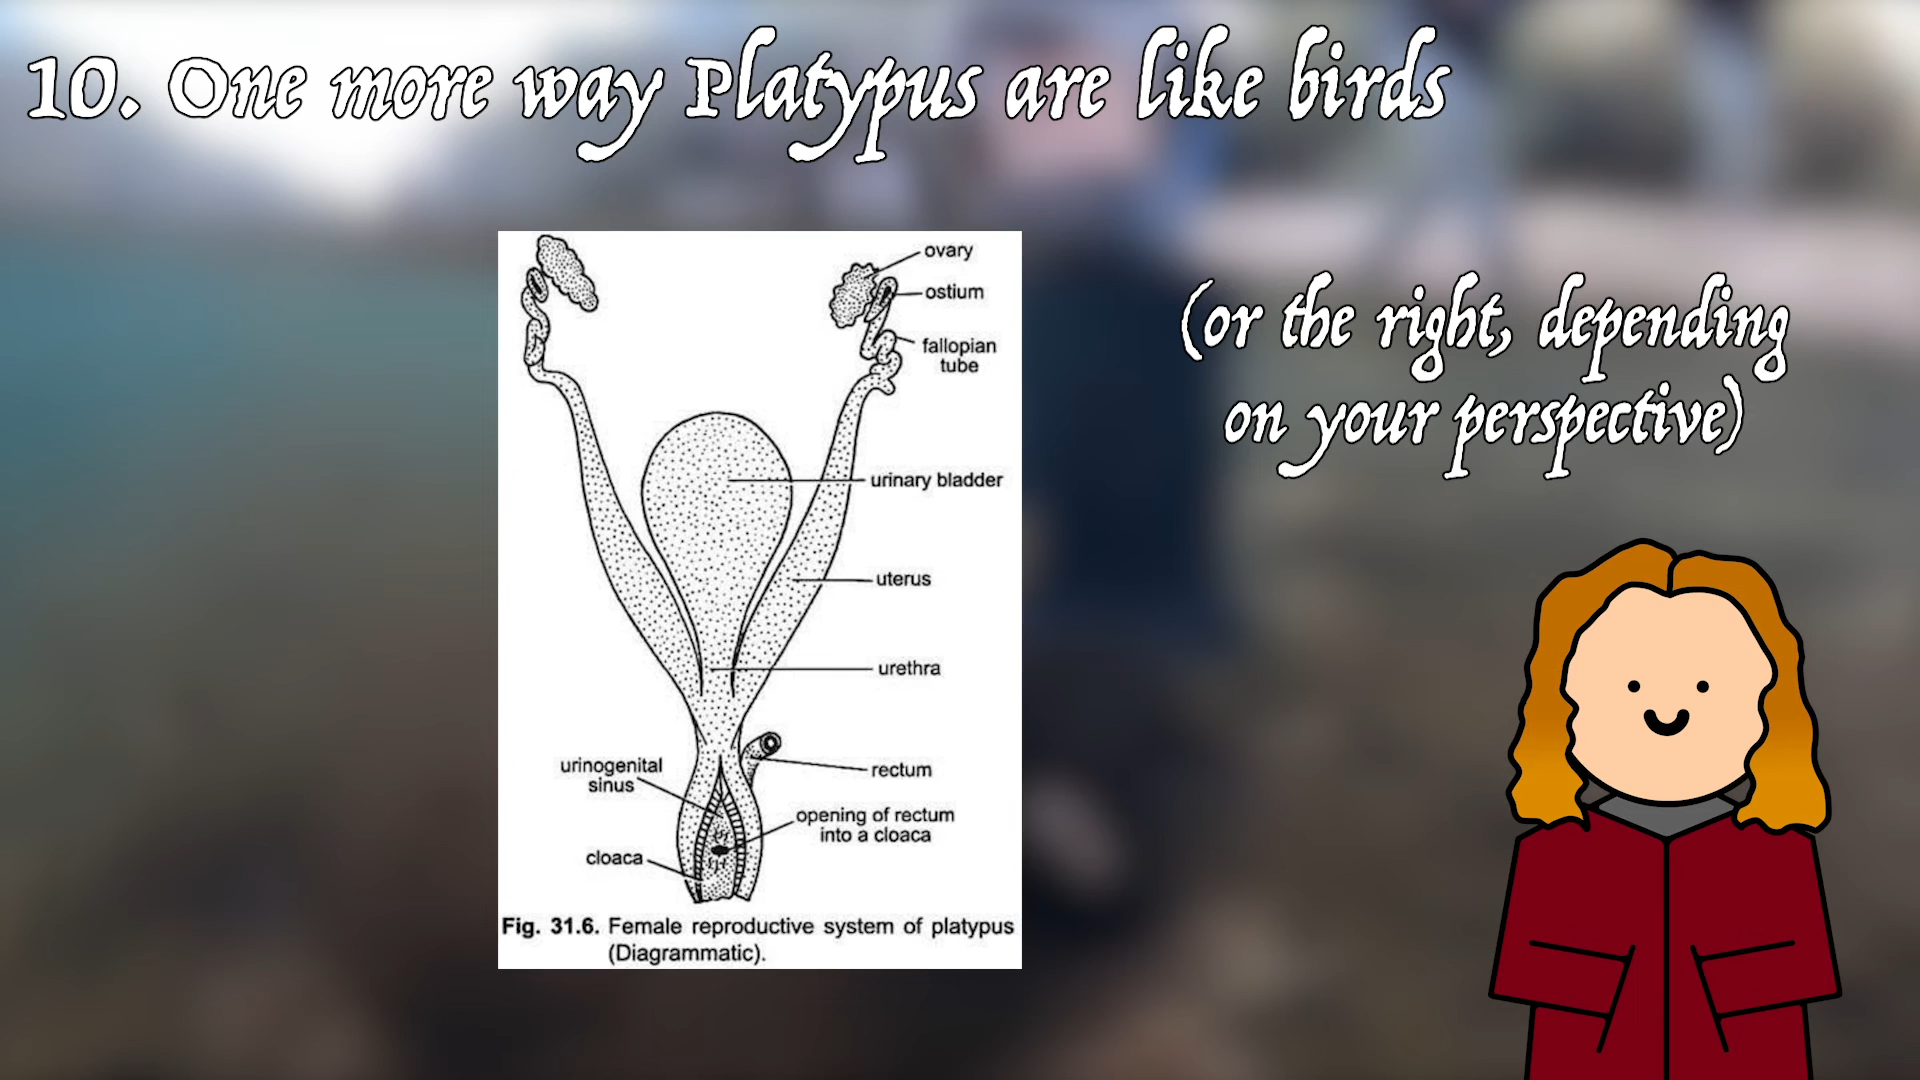 10. One more way Platypus are like birds
(or the right, depending
on your perspective)
ovary
ostium
fallopian
tube
urinary bladder
uterus
urethra
rectum
urinogenital
sinus
opening of rectum
into a cloaca
cloaca
Fig. 31.6. Female reproductive system of platypus
(Diagrammatic).